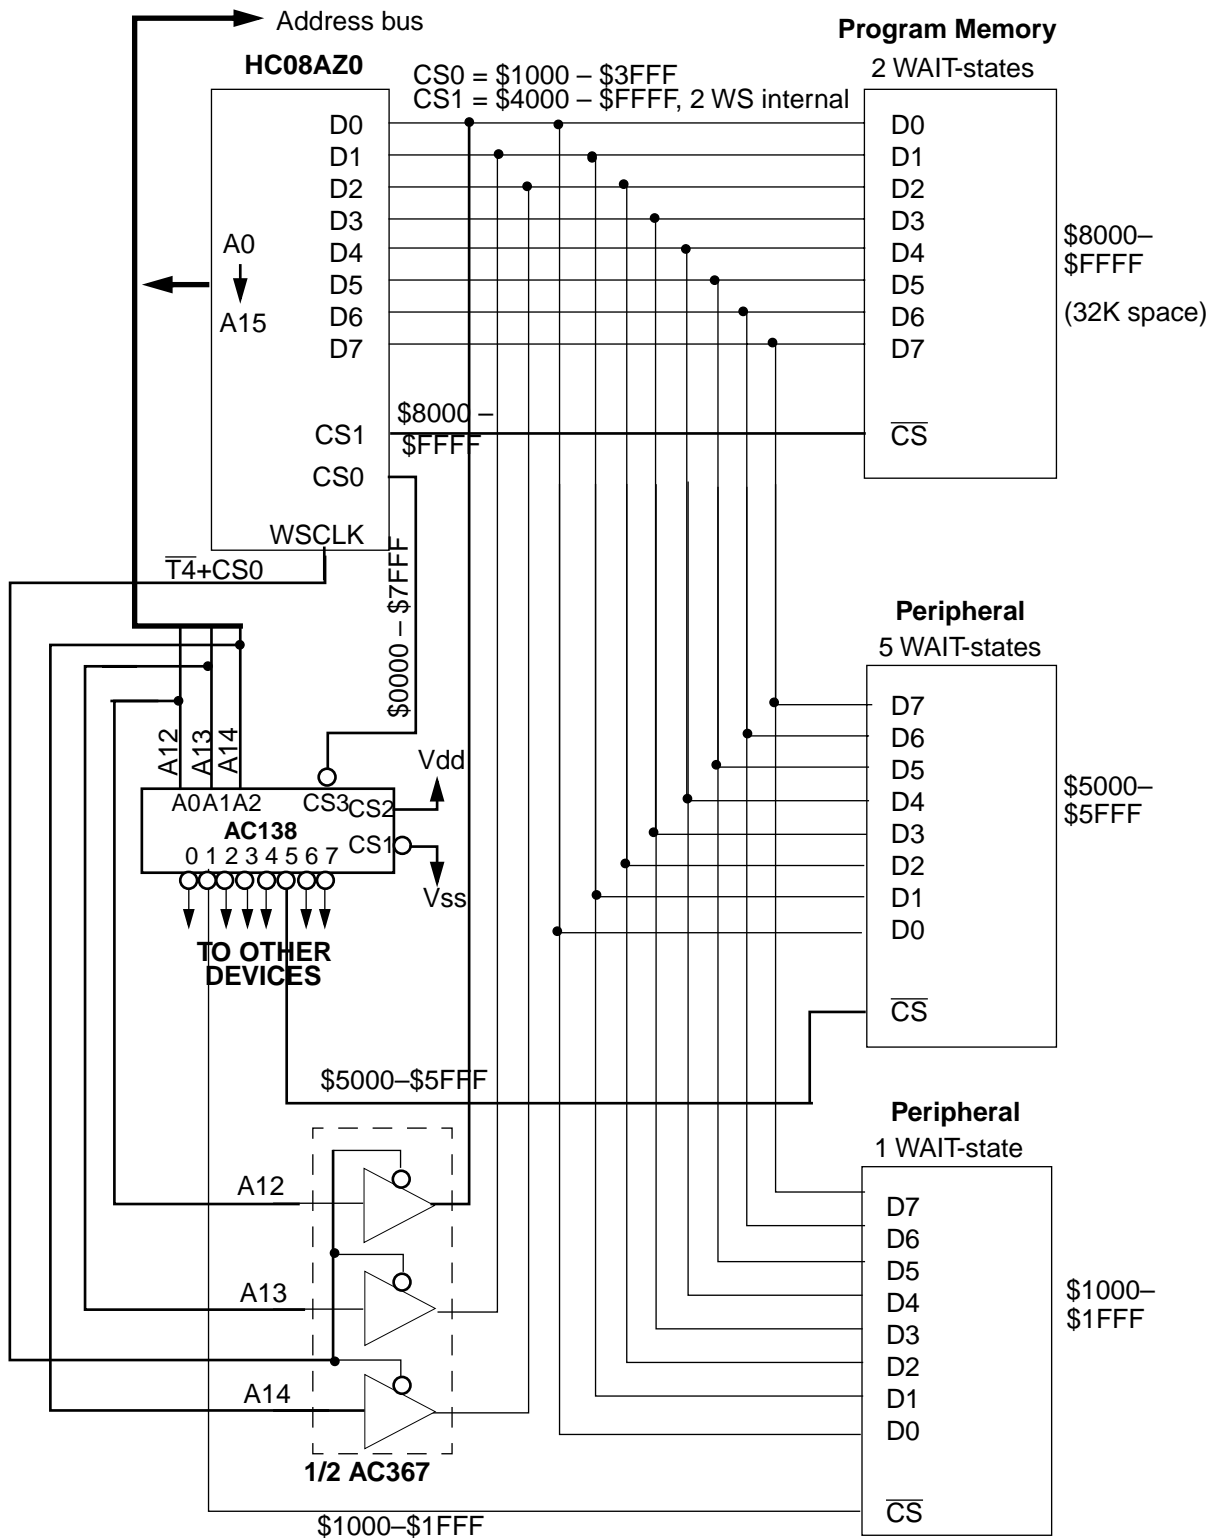 Address bus
Program Memory
HC08AZ0
2 WAIT-states
CS0 = $1000 – $3FFF
CS1 = $4000 – $FFFF, 2 WS internal
D0
D1
D2
D3
D4
D5
D6
D7
A0
A15
D0
D1
D2
D3
D4
D5
D6
D7
$8000–
$FFFF
(32K space)
$8000 –
$FFFF
CS1
CS0
WSCLK
CS
T4+CS0
$0000 – $7FFF
Peripheral
5 WAIT-states
D7
D6
D5
D4
D3
D2
D1
D0
CS
$5000–
$5FFF
A12
A13
A14
Vdd
A0A1A2
CS3
CS2
AC138
CS1
0 1 2 3 4 5 6 7
Vss
TO OTHER
DEVICES
$5000–$5FFF
Peripheral
1 WAIT-state
D7
D6
D5
D4
D3
D2
D1
D0
CS
$1000–
$1FFF
A12
A13
A14
1/2 AC367
$1000–$1FFF